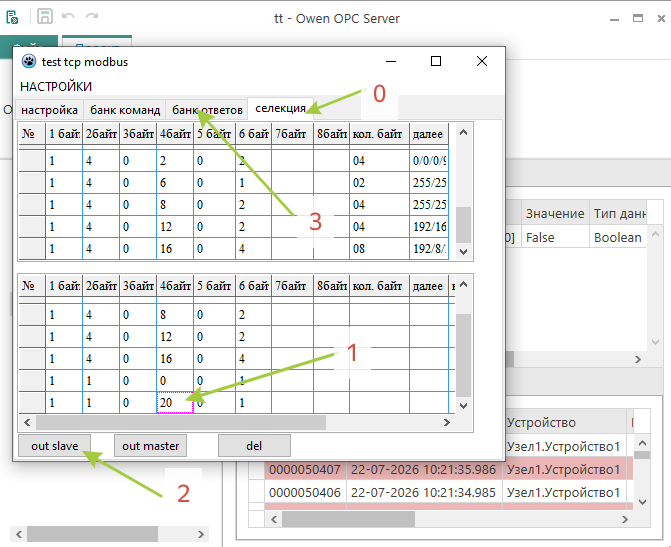 tt - Owen OPC Server
test tcp modbus
НАСТРОЙКИ
настройка банк команд банк ответов селекция
0
№ 1 байт 2байт 3байт 4байт 5 байт 6 байт 7байт 8байт кол. байт далее
1 4 0 2 0 2 04 0/0/0/9
1 4 0 6 0 1 02 255/25
1 4 0 8 0 2 04 255/25
1 4 0 12 0 2 04 192/16
1 4 0 16 0 4 08 192/8/
3
Значение Тип данн
0] False Boolean
№ 1 байт 2байт 3байт 4байт 5 байт 6 байт 7байт 8байт кол. байт далее
1 4 0 8 0 2
1 4 0 12 0 2
1 4 0 16 0 4
1 1 0 0 0 1
1 1 0 20 0 1
1
out slave out master del
2
Устройство
Узел1.Устройство1
0000050407 22-07-2026 10:21:35.986 Узел1.Устройство1
0000050406 22-07-2026 10:21:34.985 Узел1.Устройство1